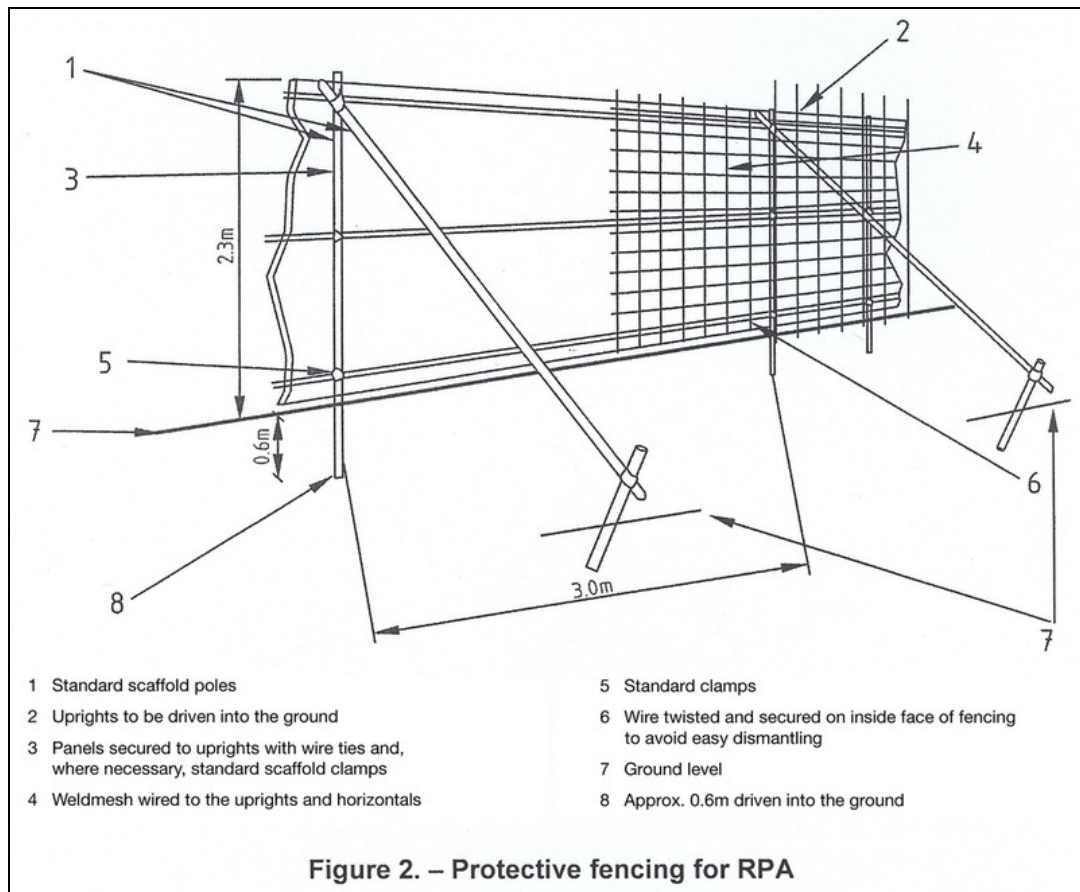 1
2
3
4
2.3m
5
7
0.6m
6
8
3.0m
7
1 Standard scaffold poles
2 Uprights to be driven into the ground
3 Panels secured to uprights with wire ties and,
where necessary, standard scaffold clamps
4 Weldmesh wired to the uprights and horizontals
5 Standard clamps
6 Wire twisted and secured on inside face of fencing
to avoid easy dismantling
7 Ground level
8 Approx. 0.6m driven into the ground
Figure 2. – Protective fencing for RPA